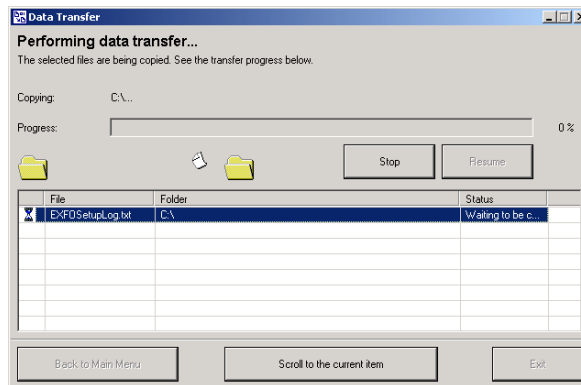 Data Transfer
Performing data transfer...
The selected files are being copied. See the transfer progress below.
Copying: C:\...
Progress: 0 %
Stop Resume
File Folder Status
EXFOSetupLog.txt C:\ Waiting to be c...
Back to Main Menu Scroll to the current item Exit